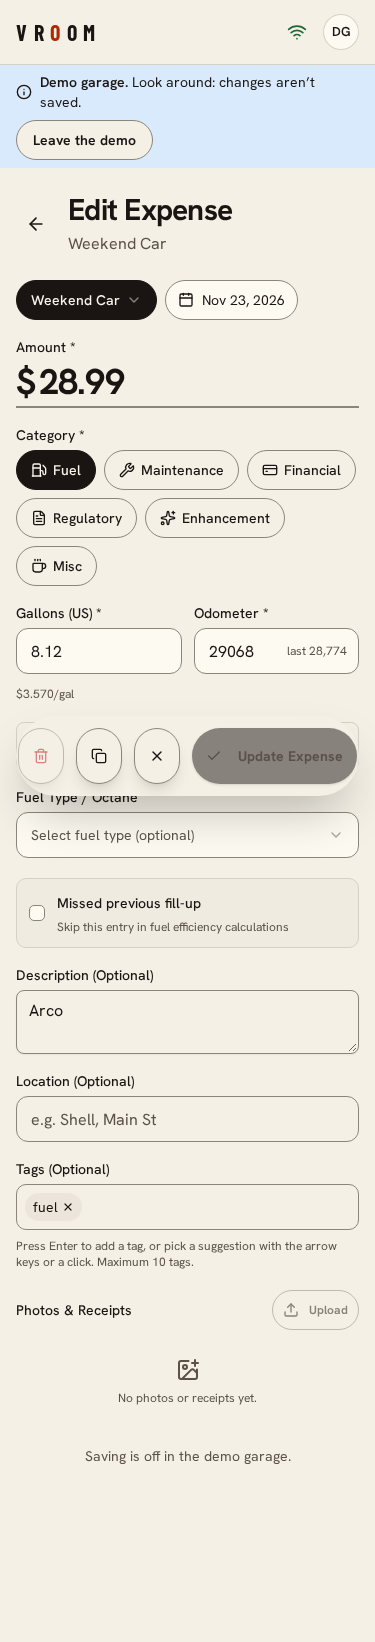 VROOM
DG
Demo garage. Look around: changes aren't
saved.
Leave the demo
Edit Expense
Weekend Car
Weekend Car
Nov 23, 2026
Amount *
$28.99
Category *
Fuel
Maintenance
Financial
Regulatory
Enhancement
Misc
Gallons (US) *
Odometer *
8.12
29068
last 28,774
$3.570/gal
Update Expense
Fuel Type / Octane
Select fuel type (optional)
Missed previous fill-up
Skip this entry in fuel efficiency calculations
Description (Optional)
Arco
Location (Optional)
e.g. Shell, Main St
Tags (Optional)
fuel
Press Enter to add a tag, or pick a suggestion with the arrow
keys or a click. Maximum 10 tags.
Photos & Receipts
Upload
No photos or receipts yet.
Saving is off in the demo garage.